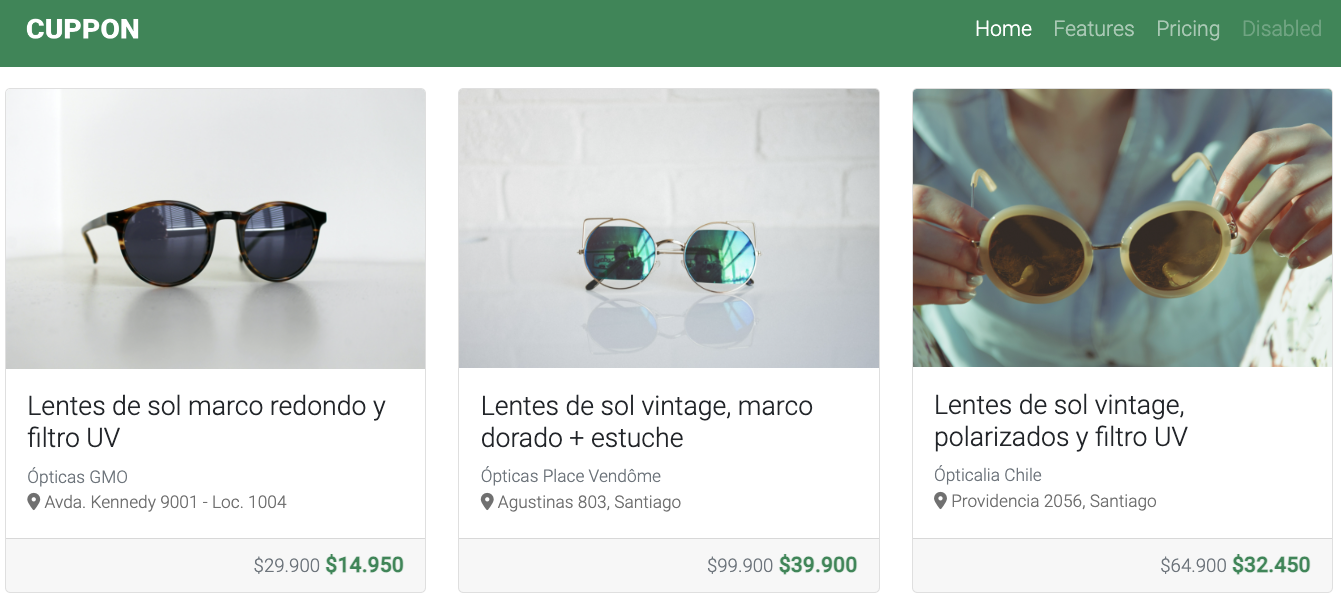 CUPPON
Home Features Pricing Disabled
Lentes de sol marco redondo y
filtro UV
Ópticas GMO
Avda. Kennedy 9001 - Loc. 1004
$29.900 $14.950
Lentes de sol vintage, marco
dorado + estuche
Ópticas Place Vendôme
Agustinas 803, Santiago
$99.900 $39.900
Lentes de sol vintage,
polarizados y filtro UV
Ópticalia Chile
Providencia 2056, Santiago
$64.900 $32.450